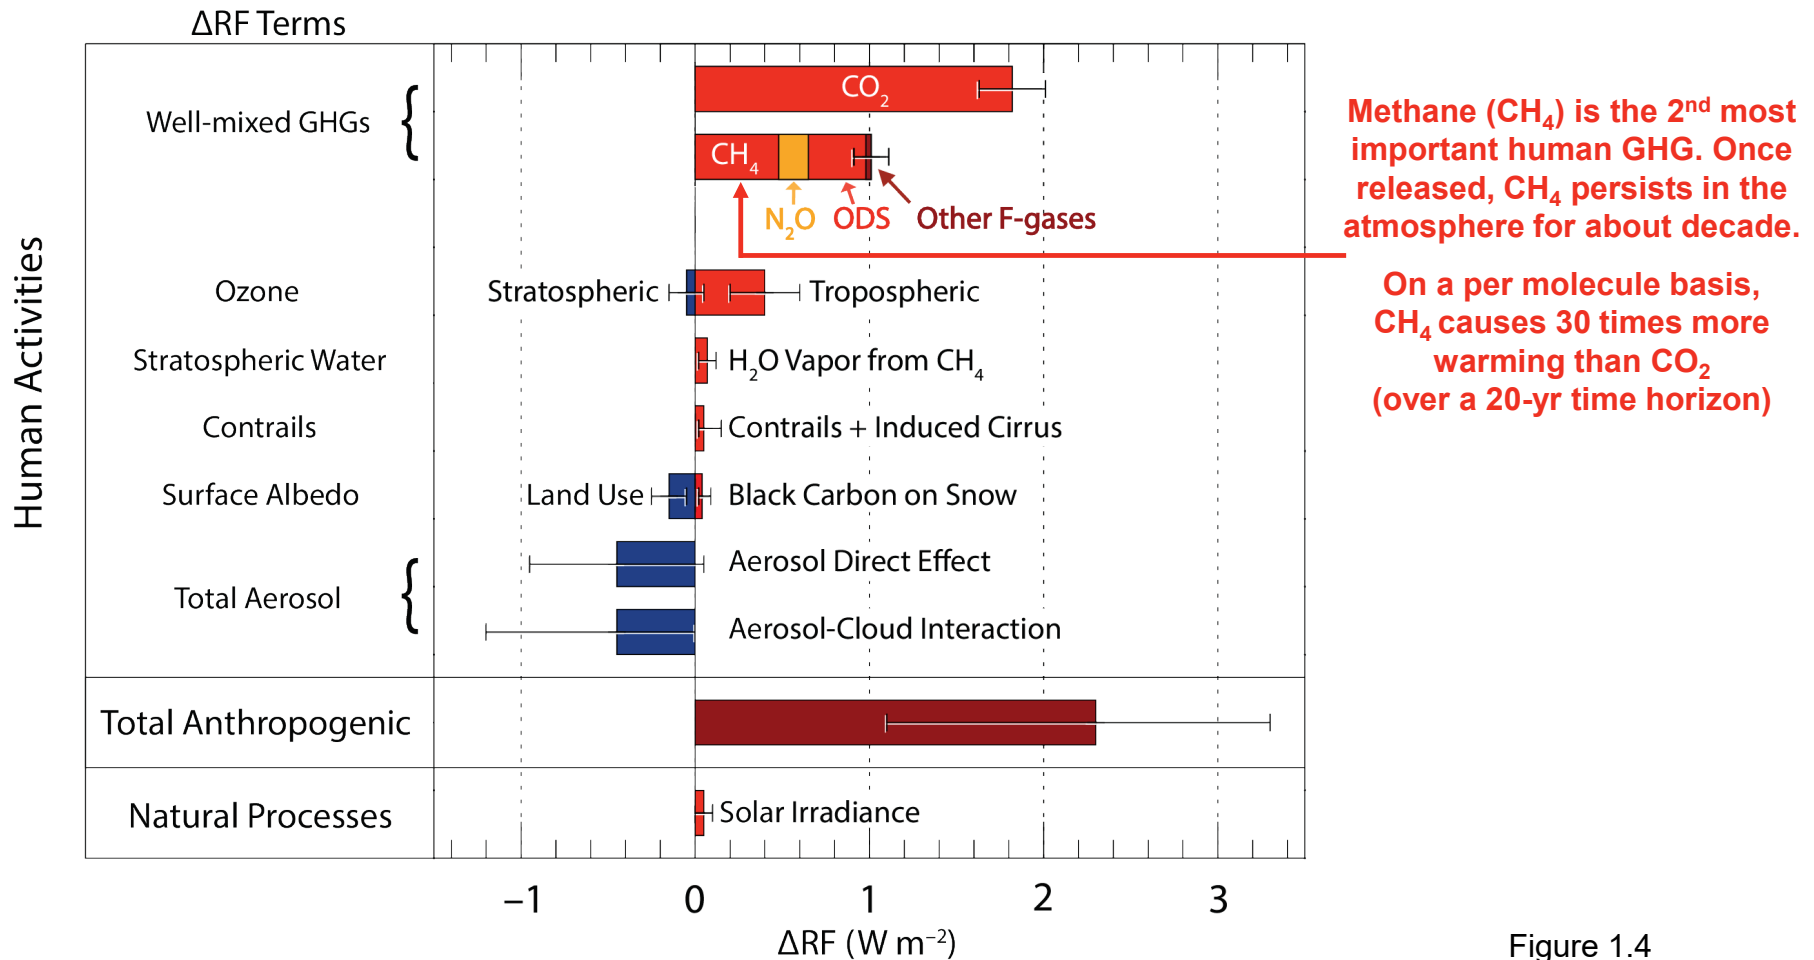 ΔRF Terms
Human Activities
Well-mixed GHGs {
CO₂
CH₄
N₂O ODS Other F-gases
Ozone
Stratospheric Tropospheric
Stratospheric Water
H₂O Vapor from CH₄
Contrails
Contrails + Induced Cirrus
Surface Albedo
Land Use Black Carbon on Snow
Total Aerosol {
Aerosol Direct Effect
Aerosol-Cloud Interaction
Total Anthropogenic
Natural Processes
Solar Irradiance
–1 0 1 2 3
ΔRF (W m⁻²)
Methane (CH₄) is the 2ⁿᵈ most
important human GHG. Once
released, CH₄ persists in the
atmosphere for about decade.
On a per molecule basis,
CH₄ causes 30 times more
warming than CO₂
(over a 20-yr time horizon)
Figure 1.4